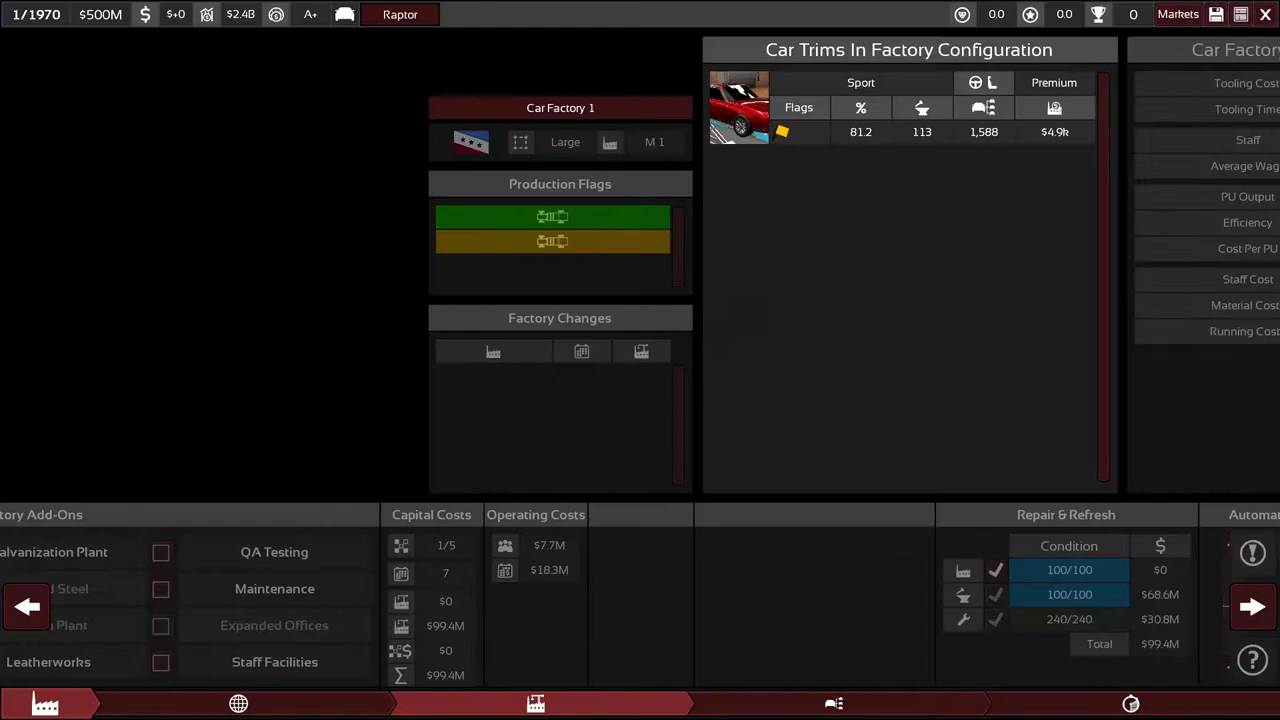 1/1970 $500M $+0 $2.4B A+ Raptor 0.0 0.0 0 Markets
Car Factory 1
Large M 1
Production Flags
Factory Changes
Car Trims In Factory Configuration
Sport Premium
Flags %
81.2 113 1,588 $4.9k
Car Factory
Tooling Cost
Tooling Time
Staff
Average Wag
PU Output
Efficiency
Cost Per PU
Staff Cost
Material Cost
Running Cost
tory Add-Ons
alvanization Plant QA Testing
d Steel Maintenance
Plant Expanded Offices
Leatherworks Staff Facilities
Capital Costs
1/5
7
$0
$99.4M
$0
$99.4M
Operating Costs
$7.7M
$18.3M
Repair & Refresh
Condition $
100/100 $0
100/100 $68.6M
240/240 $30.8M
Total $99.4M
Automa